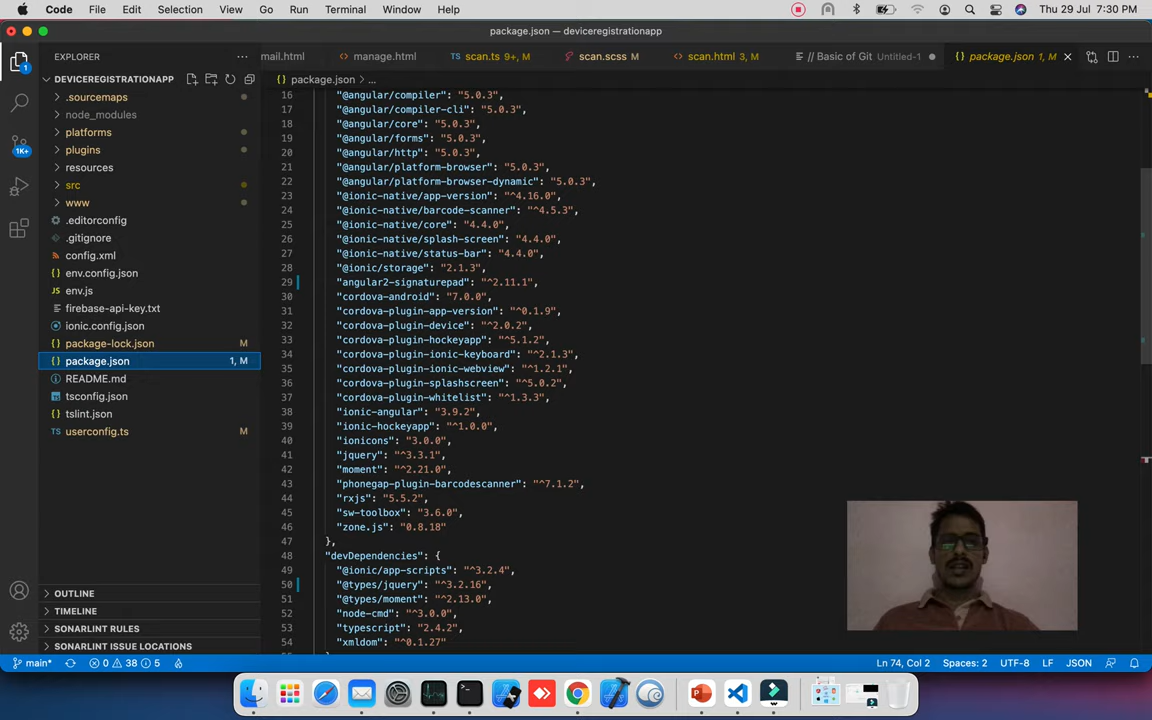 Code File Edit Selection View Go Run Terminal Window Help Thu 29 Jul 7:30 PM
package.json — deviceregistrationapp
EXPLORER
mail.html manage.html scan.ts 9+, M scan.scss scan.html 3, M // Basic of Git Untitled-1 package.json 1, M
DEVICEREGISTRATIONAPP
package.json > ...
.sourcemaps
node_modules
platforms
plugins
resources
src
www
.editorconfig
.gitignore
config.xml
env.config.json
env.js
firebase-api-key.txt
ionic.config.json
package-lock.json M
package.json 1, M
README.md
tsconfig.json
tslint.json
userconfig.ts M
1
1K+
OUTLINE
TIMELINE
SONARLINT RULES
SONARLINT ISSUE LOCATIONS
16 "@angular/compiler": "5.0.3",
17 "@angular/compiler-cli": "5.0.3",
18 "@angular/core": "5.0.3",
19 "@angular/forms": "5.0.3",
20 "@angular/http": "5.0.3",
21 "@angular/platform-browser": "5.0.3",
22 "@angular/platform-browser-dynamic": "5.0.3",
23 "@ionic-native/app-version": "^4.16.0",
24 "@ionic-native/barcode-scanner": "^4.5.3",
25 "@ionic-native/core": "4.4.0",
26 "@ionic-native/splash-screen": "4.4.0",
27 "@ionic-native/status-bar": "4.4.0",
28 "@ionic/storage": "2.1.3",
29 "angular2-signaturepad": "^2.11.1",
30 "cordova-android": "7.0.0",
31 "cordova-plugin-app-version": "^0.1.9",
32 "cordova-plugin-device": "^2.0.2",
33 "cordova-plugin-hockeyapp": "^5.1.2",
34 "cordova-plugin-ionic-keyboard": "^2.1.3",
35 "cordova-plugin-ionic-webview": "^1.2.1",
36 "cordova-plugin-splashscreen": "^5.0.2",
37 "cordova-plugin-whitelist": "^1.3.3",
38 "ionic-angular": "3.9.2",
39 "ionic-hockeyapp": "^1.0.0",
40 "ionicons": "3.0.0",
41 "jquery": "^3.3.1",
42 "moment": "^2.21.0",
43 "phonegap-plugin-barcodescanner": "^7.1.2",
44 "rxjs": "5.5.2",
45 "sw-toolbox": "3.6.0",
46 "zone.js": "0.8.18"
47 },
48 "devDependencies": {
49 "@ionic/app-scripts": "^3.2.4",
50 "@types/jquery": "^3.2.16",
51 "@types/moment": "^2.13.0",
52 "node-cmd": "^3.0.0",
53 "typescript": "2.4.2",
54 "xmldom": "^0.1.27"
main* 0 38 5 Ln 74, Col 2 Spaces: 2 UTF-8 LF JSON